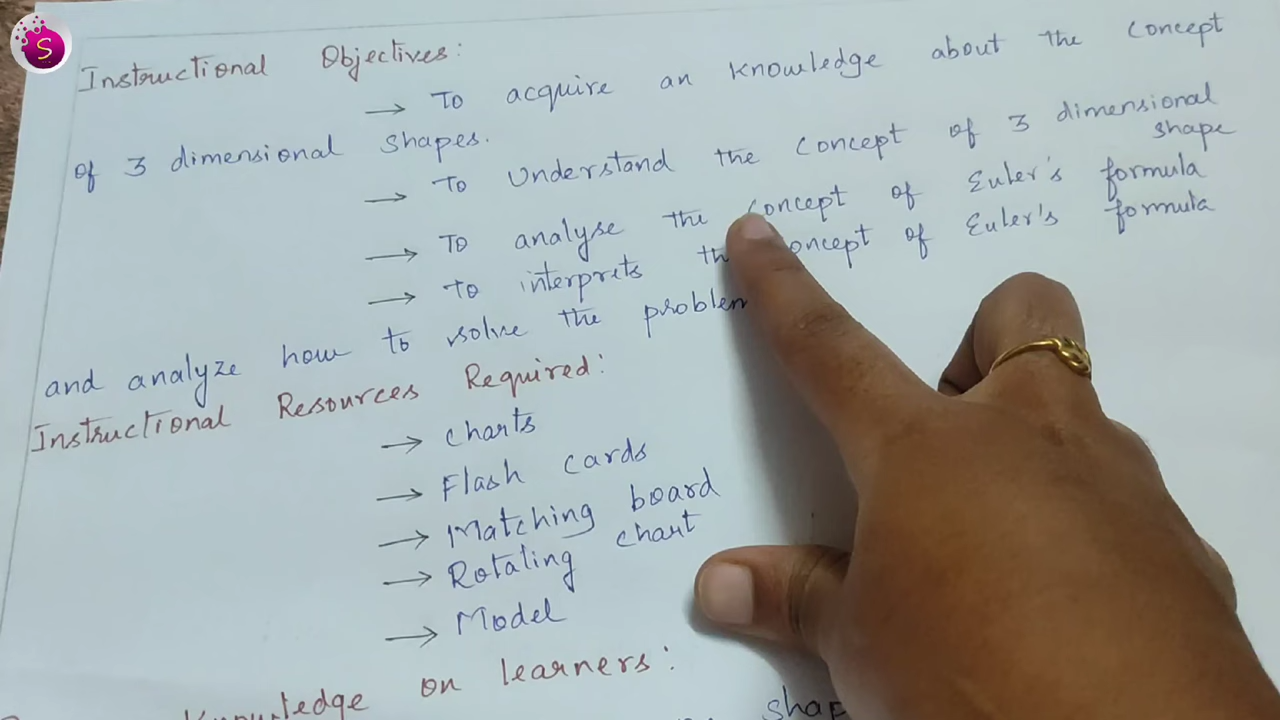 S
Instructional Objectives:
→ To acquire an knowledge about the concept
of 3 dimensional shapes.
→ To Understand the concept of 3 dimensional
shape
→ To analyse the concept of Euler's formula
→ To interprets concept of Euler's formula
and analyze how to solve the problem
Instructional Resources Required:
→ charts
→ Flash cards
→ Matching board
→ Rotating chart
→ Model
Knowledge on learners: